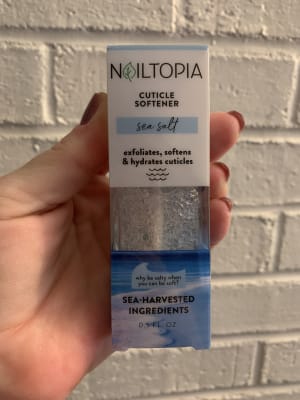 NAILTOPIA
CUTICLE
SOFTENER
sea salt
exfoliates, softens
& hydrates cuticles
why be salty when
you can be soft?
SEA-HARVESTED
INGREDIENTS
0.5 FL. OZ